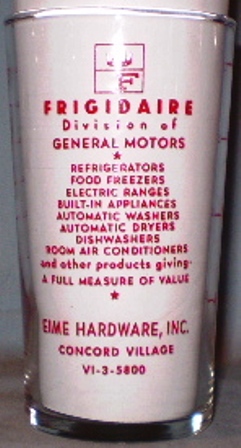 F
FRIGIDAIRE
Division of
GENERAL MOTORS
REFRIGERATORS
FOOD FREEZERS
ELECTRIC RANGES
BUILT-IN APPLIANCES
AUTOMATIC WASHERS
AUTOMATIC DRYERS
DISHWASHERS
ROOM AIR CONDITIONERS
and other products giving-
A FULL MEASURE OF VALUE
EIME HARDWARE, INC.
CONCORD VILLAGE
VI-3-5800